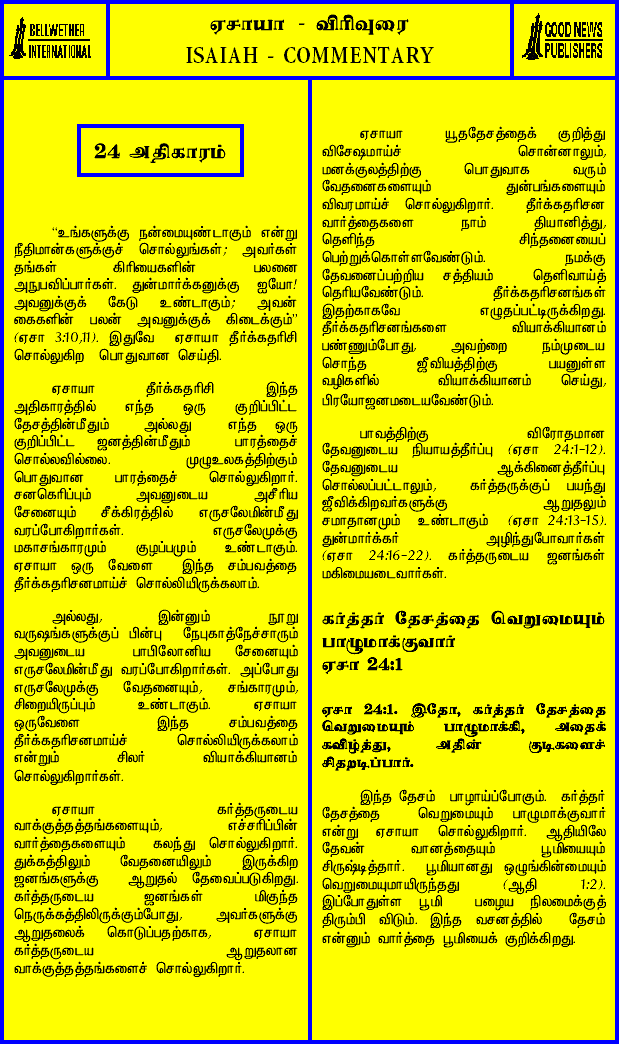 BELLWETHER
INTERNATIONAL
ஏசாயா - விரிவுரை
ISAIAH - COMMENTARY
GOOD NEWS
PUBLISHERS
24 அதிகாரம்
“உங்களுக்கு நன்மையுண்டாகும் என்று
நீதிமான்களுக்குச் சொல்லுங்கள்; அவர்கள்
தங்கள் கிரியைகளின் பலனை
அநுபவிப்பார்கள். துன்மார்க்கனுக்கு ஐயோ!
அவனுக்குக் கேடு உண்டாகும்; அவன்
கைகளின் பலன் அவனுக்குக் கிடைக்கும்”
(ஏசா 3:10,11). இதுவே ஏசாயா தீர்க்கதரிசி
சொல்லுகிற பொதுவான செய்தி.
ஏசாயா தீர்க்கதரிசி இந்த
அதிகாரத்தில் எந்த ஒரு குறிப்பிட்ட
தேசத்தின்மீதும் அல்லது எந்த ஒரு
குறிப்பிட்ட ஜனத்தின்மீதும் பாரத்தைச்
சொல்லவில்லை. முழுஉலகத்திற்கும்
பொதுவான பாரத்தைச் சொல்லுகிறார்.
சனகெரிப்பும் அவனுடைய அசீரிய
சேனையும் சீக்கிரத்தில் எருசலேமின்மீது
வரப்போகிறார்கள். எருசலேமுக்கு
மகாசங்காரமும் குழப்பமும் உண்டாகும்.
ஏசாயா ஒரு வேளை இந்த சம்பவத்தை
தீர்க்கதரிசனமாய்ச் சொல்லியிருக்கலாம்.
அல்லது, இன்னும் நூறு
வருஷங்களுக்குப் பின்பு நேபுகாத்நேச்சாரும்
அவனுடைய பாபிலோனிய சேனையும்
எருசலேமின்மீது வரப்போகிறார்கள். அப்போது
எருசலேமுக்கு வேதனையும், சங்காரமும்,
சிறையிருப்பும் உண்டாகும். ஏசாயா
ஒருவேளை இந்த சம்பவத்தை
தீர்க்கதரிசனமாய்ச் சொல்லியிருக்கலாம்
என்றும் சிலர் வியாக்கியானம்
சொல்லுகிறார்கள்.
ஏசாயா கர்த்தருடைய
வாக்குத்தத்தங்களையும், எச்சரிப்பின்
வார்த்தைகளையும் கலந்து சொல்லுகிறார்.
துக்கத்திலும் வேதனையிலும் இருக்கிற
ஜனங்களுக்கு ஆறுதல் தேவைப்படுகிறது.
கர்த்தருடைய ஜனங்கள் மிகுந்த
நெருக்கத்திலிருக்கும்போது, அவர்களுக்கு
ஆறுதலைக் கொடுப்பதற்காக, ஏசாயா
கர்த்தருடைய ஆறுதலான
வாக்குத்தத்தங்களைச் சொல்லுகிறார்.
ஏசாயா யூததேசத்தைக் குறித்து
விசேஷமாய்ச் சொன்னாலும்,
மனக்குலத்திற்கு பொதுவாக வரும்
வேதனைகளையும் துன்பங்களையும்
விவரமாய்ச் சொல்லுகிறார். தீர்க்கதரிசன
வார்த்தைகளை நாம் தியானித்து,
தெளிந்த சிந்தனையைப்
பெற்றுக்கொள்ளவேண்டும். நமக்கு
தேவனைப்பற்றிய சத்தியம் தெளிவாய்த்
தெரியவேண்டும். தீர்க்கதரிசனங்கள்
இதற்காகவே எழுதப்பட்டிருக்கிறது.
தீர்க்கதரிசனங்களை வியாக்கியானம்
பண்ணும்போது, அவற்றை நம்முடைய
சொந்த ஜீவியத்திற்கு பயனுள்ள
வழிகளில் வியாக்கியானம் செய்து,
பிரயோஜனமடையவேண்டும்.
பாவத்திற்கு விரோதமான
தேவனுடைய நியாயத்தீர்ப்பு (ஏசா 24:1-12).
தேவனுடைய ஆக்கினைத்தீர்ப்பு
சொல்லப்பட்டாலும், கர்த்தருக்குப் பயந்து
ஜீவிக்கிறவர்களுக்கு ஆறுதலும்
சமாதானமும் உண்டாகும் (ஏசா 24:13-15).
துன்மார்க்கர் அழிந்துபோவார்கள்
(ஏசா 24:16-22). கர்த்தருடைய ஜனங்கள்
மகிமையடைவார்கள்.
கர்த்தர் தேசத்தை வெறுமையும்
பாழுமாக்குவார்
ஏசா 24:1
ஏசா 24:1. இதோ, கர்த்தர் தேசத்தை
வெறுமையும் பாழுமாக்கி, அதைக்
கவிழ்த்து, அதின் குடிகளைச்
சிதறடிப்பார்.
இந்த தேசம் பாழாய்ப்போகும். கர்த்தர்
தேசத்தை வெறுமையும் பாழுமாக்குவார்
என்று ஏசாயா சொல்லுகிறார். ஆதியிலே
தேவன் வானத்தையும் பூமியையும்
சிருஷ்டித்தார். பூமியானது ஒழுங்கின்மையும்
வெறுமையுமாயிருந்தது (ஆதி 1:2).
இப்போதுள்ள பூமி பழைய நிலமைக்குத்
திரும்பி விடும். இந்த வசனத்தில் தேசம்
என்னும் வார்த்தை பூமியைக் குறிக்கிறது.